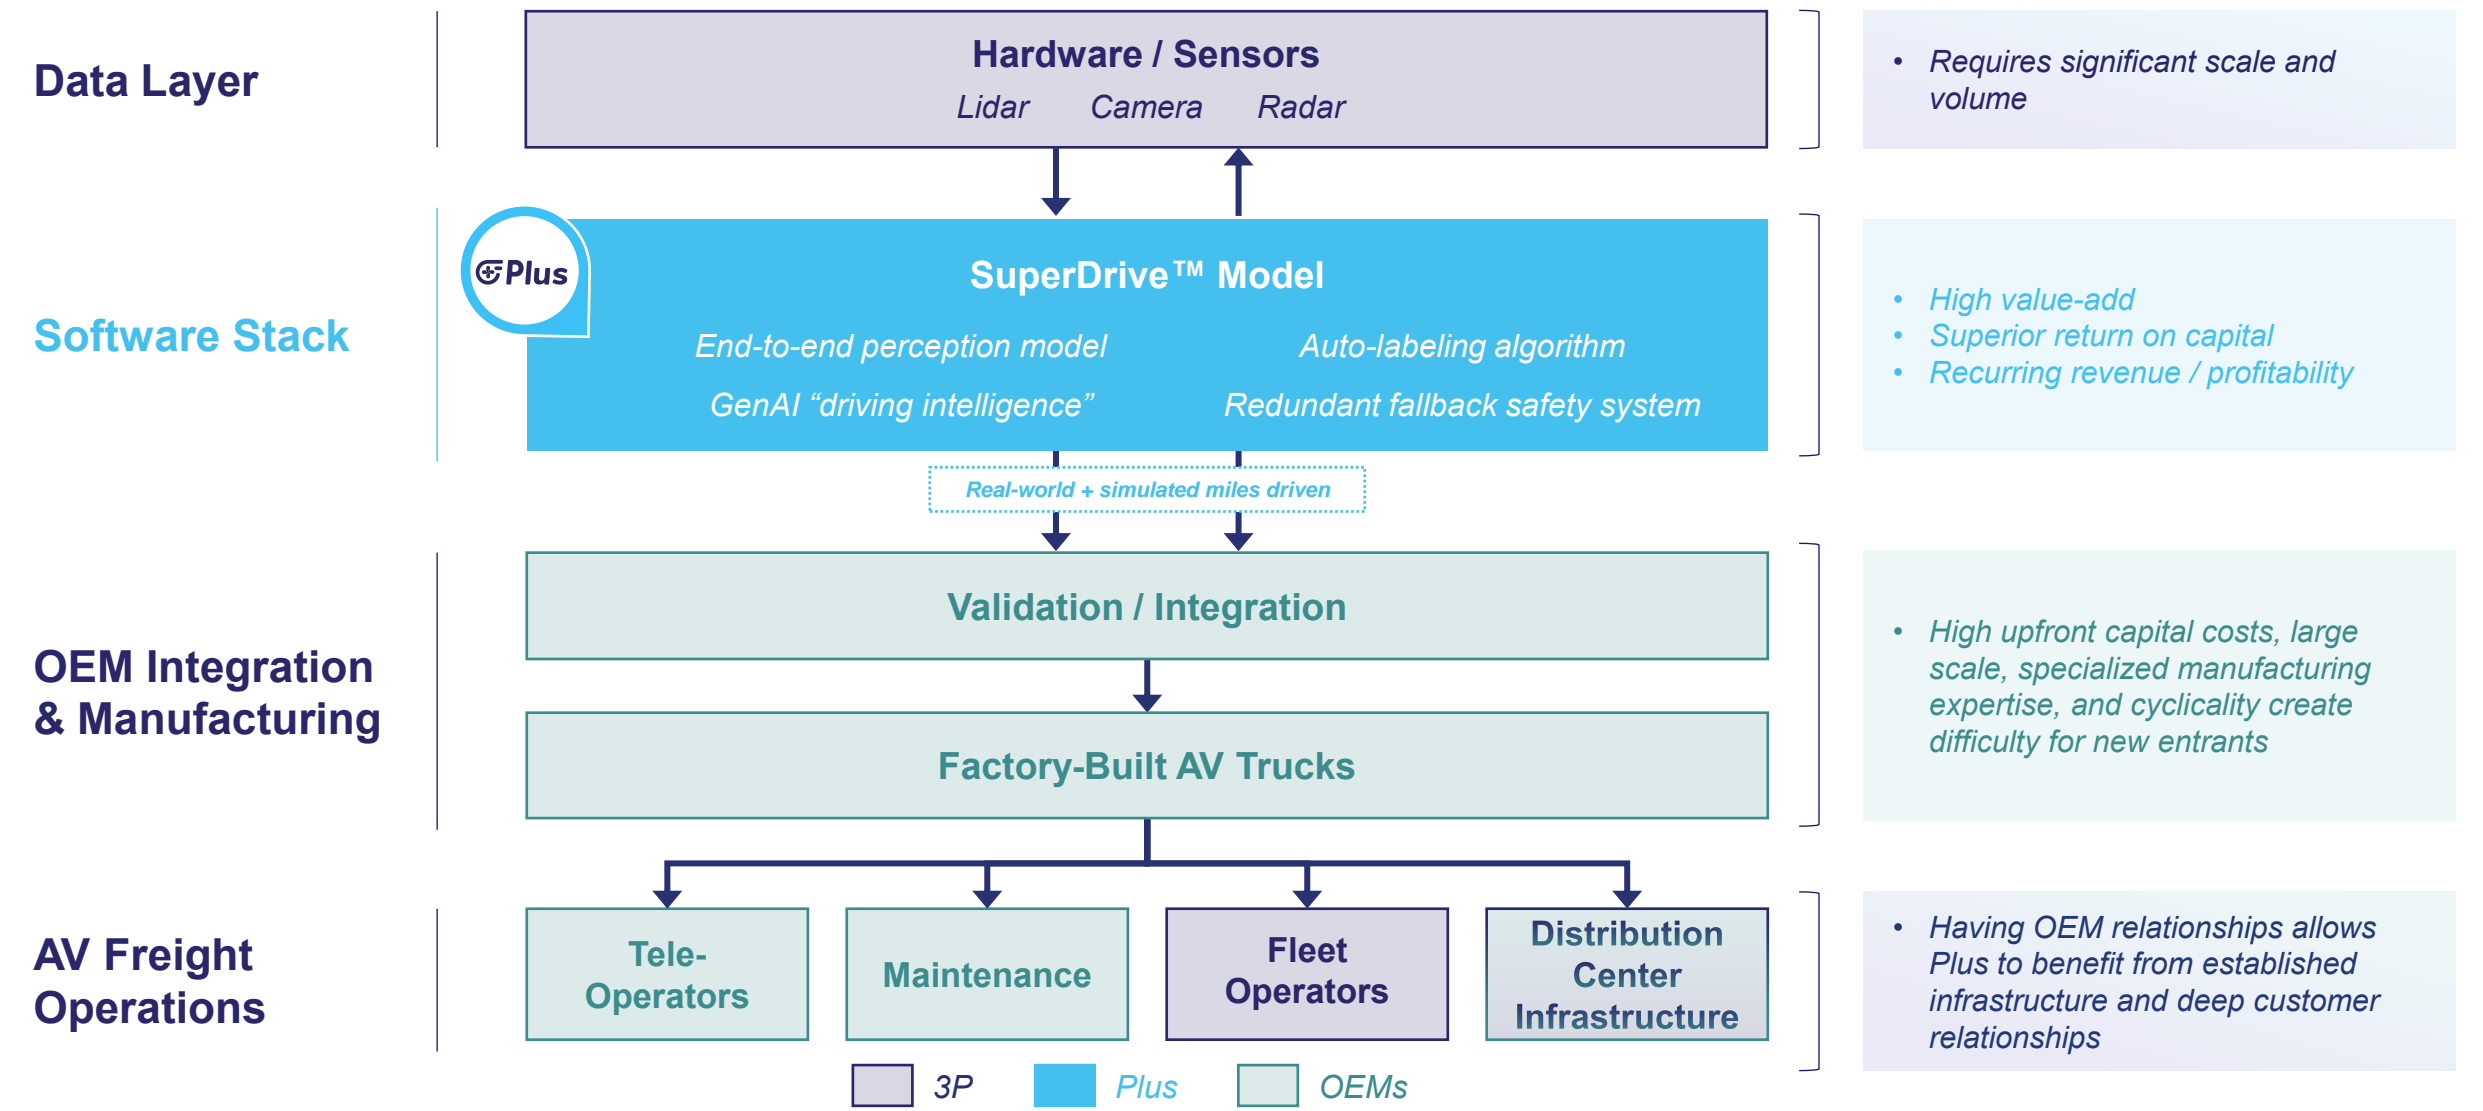 Data Layer
Hardware / Sensors
Lidar Camera Radar
• Requires significant scale and
volume
Software Stack
Plus
SuperDrive™ Model
End-to-end perception model Auto-labeling algorithm
GenAI “driving intelligence” Redundant fallback safety system
• High value-add
• Superior return on capital
• Recurring revenue / profitability
Real-world + simulated miles driven
OEM Integration
& Manufacturing
Validation / Integration
Factory-Built AV Trucks
• High upfront capital costs, large
scale, specialized manufacturing
expertise, and cyclicality create
difficulty for new entrants
AV Freight
Operations
Tele-
Operators
Maintenance
Fleet
Operators
Distribution
Center
Infrastructure
• Having OEM relationships allows
Plus to benefit from established
infrastructure and deep customer
relationships
3P Plus OEMs